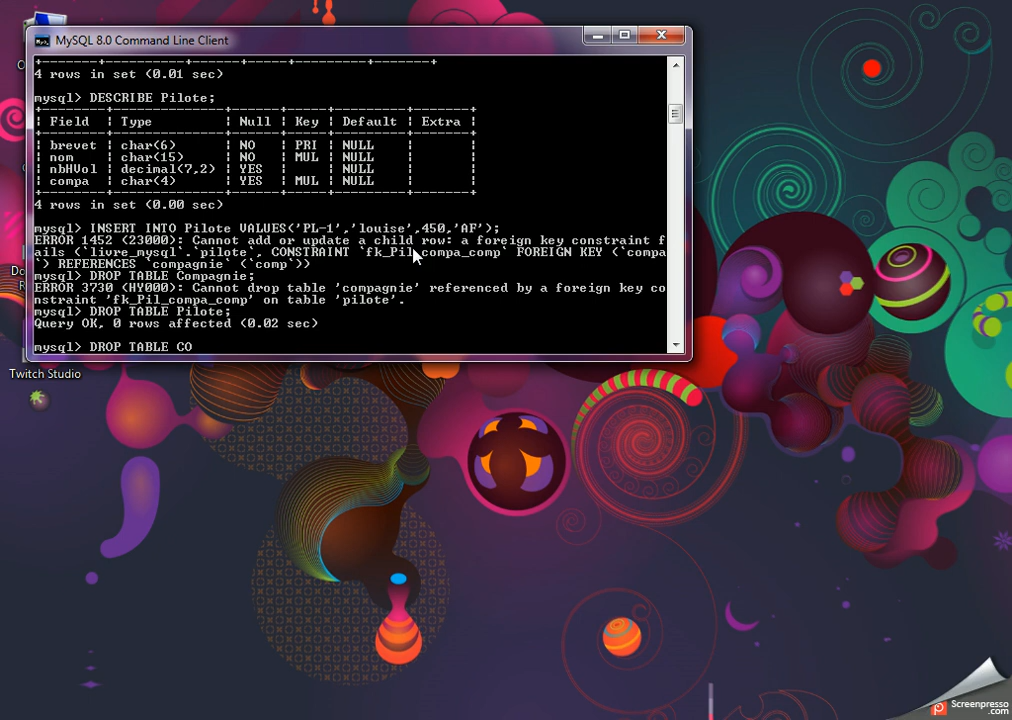 MySQL 8.0 Command Line Client
+-------+-------+------+-----+---------+-------+
4 rows in set (0.01 sec)
mysql> DESCRIBE Pilote;
+--------+--------------+------+-----+---------+-------+
| Field | Type | Null | Key | Default | Extra |
+--------+--------------+------+-----+---------+-------+
| brevet | char(6) | NO | PRI | NULL | |
| nom | char(15) | NO | MUL | NULL | |
| nbHVol | decimal(7,2) | YES | | NULL | |
| compa | char(4) | YES | MUL | NULL | |
+--------+--------------+------+-----+---------+-------+
4 rows in set (0.00 sec)
mysql> INSERT INTO Pilote VALUES('PL-1','louise',450,'AF');
ERROR 1452 (23000): Cannot add or update a child row: a foreign key constraint f
ails (`livre_mysql`.`pilote`, CONSTRAINT `fk_Pil_compa_comp` FOREIGN KEY (`compa
`) REFERENCES `compagnie` (`comp`))
mysql> DROP TABLE Compagnie;
ERROR 3730 (HY000): Cannot drop table 'compagnie' referenced by a foreign key co
nstraint 'fk_Pil_compa_comp' on table 'pilote'.
mysql> DROP TABLE Pilote;
Query OK, 0 rows affected (0.02 sec)
mysql> DROP TABLE CO
Twitch Studio
Screenpresso
.com